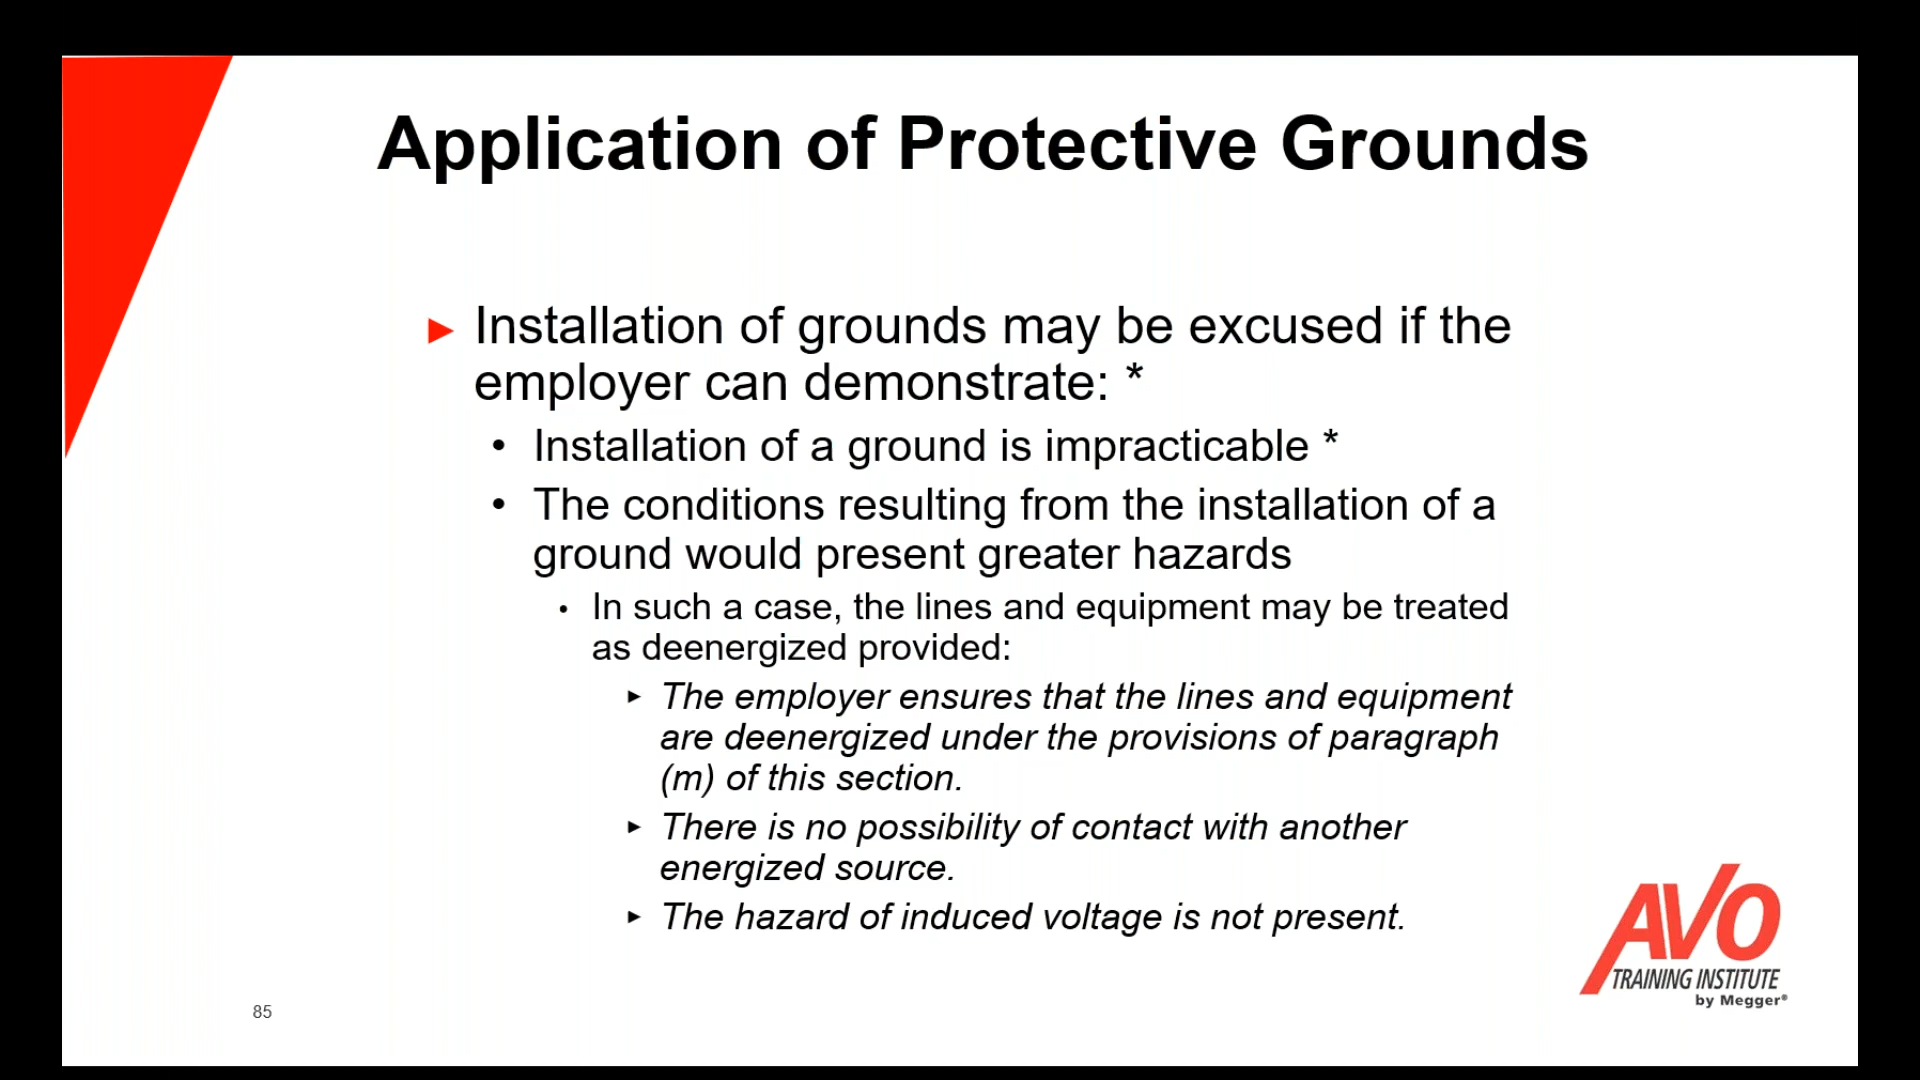 Application of Protective Grounds
► Installation of grounds may be excused if the
employer can demonstrate: *
• Installation of a ground is impracticable *
• The conditions resulting from the installation of a
ground would present greater hazards
• In such a case, the lines and equipment may be treated
as deenergized provided:
► The employer ensures that the lines and equipment
are deenergized under the provisions of paragraph
(m) of this section.
► There is no possibility of contact with another
energized source.
► The hazard of induced voltage is not present.
AVO
TRAINING INSTITUTE
by Megger®
85